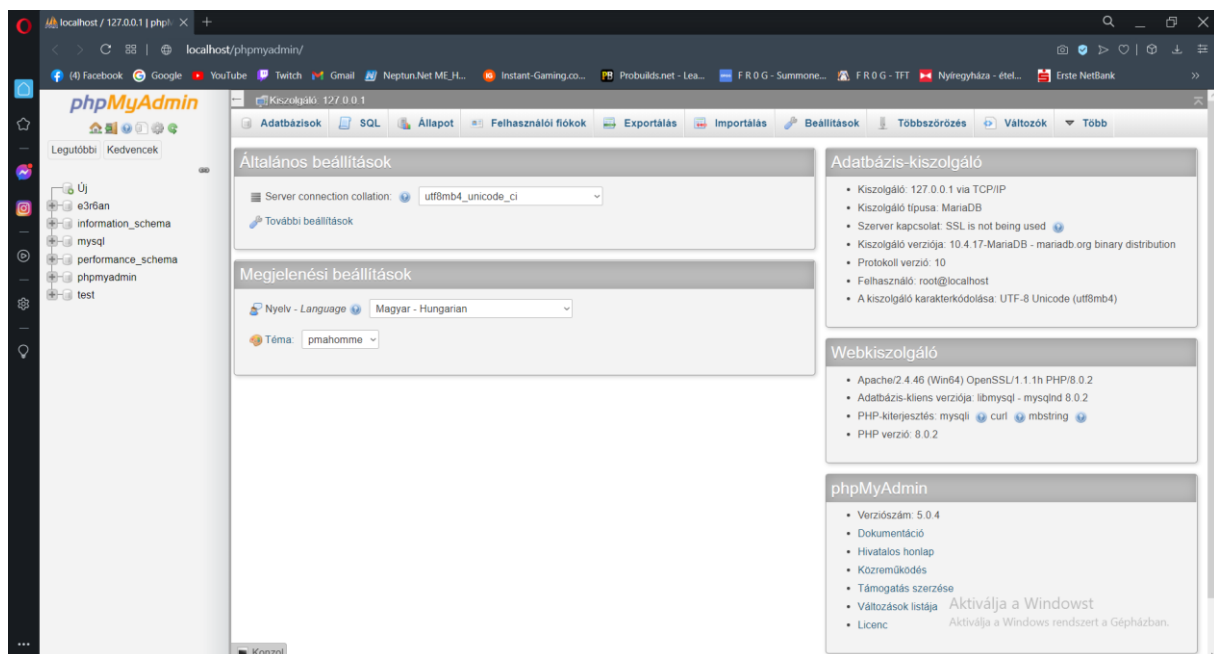 localhost / 127.0.0.1 | phpM
localhost/phpmyadmin/
(4) Facebook Google YouTube Twitch Gmail Neptun.Net ME_H... Instant-Gaming.co... Probuilds.net - Lea... F R 0 G - Summone... F R 0 G - TFT Nyíregyháza - étel... Erste NetBank
phpMyAdmin
Legutóbbi Kedvencek
Új
e3r6an
information_schema
mysql
performance_schema
phpmyadmin
test
Kiszolgáló: 127.0.0.1
Adatbázisok SQL Állapot Felhasználói fiókok Exportálás Importálás Beállítások Többszörözés Változók Több
Általános beállítások
Server connection collation: utf8mb4_unicode_ci
További beállítások
Megjelenési beállítások
Nyelv - Language Magyar - Hungarian
Téma: pmahomme
Adatbázis-kiszolgáló
Kiszolgáló: 127.0.0.1 via TCP/IP
Kiszolgáló típusa: MariaDB
Szerver kapcsolat: SSL is not being used
Kiszolgáló verziója: 10.4.17-MariaDB - mariadb.org binary distribution
Protokoll verzió: 10
Felhasználó: root@localhost
A kiszolgáló karakterkódolása: UTF-8 Unicode (utf8mb4)
Webkiszolgáló
Apache/2.4.46 (Win64) OpenSSL/1.1.1h PHP/8.0.2
Adatbázis-kliens verziója: libmysql - mysqlnd 8.0.2
PHP-kiterjesztés: mysqli curl mbstring
PHP verzió: 8.0.2
phpMyAdmin
Verziószám: 5.0.4
Dokumentáció
Hivatalos honlap
Közreműködés
Támogatás szerzése
Változások listája
Licenc
Aktiválja a Windowst
Aktiválja a Windows rendszert a Gépházban.
Konzol